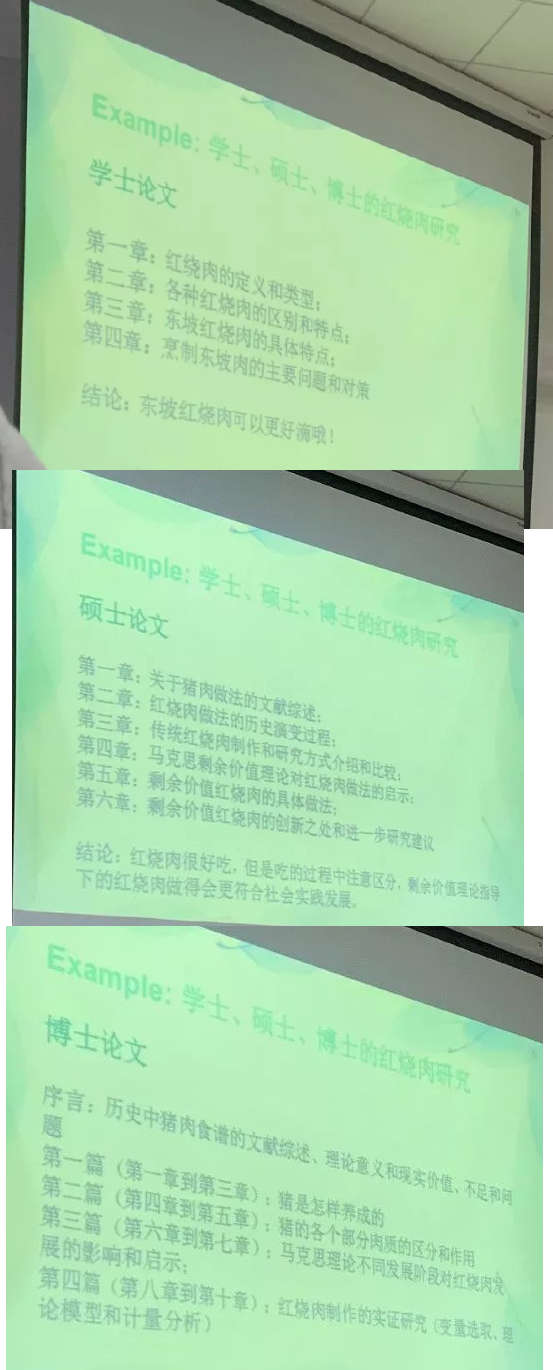 Example: 学士、硕士、博士的红烧肉研究
学士论文
第一章：红绕肉的定义和类型；
第二章：各种红烧肉的区别和特点；
第三章：东坡红烧肉的具体特点；
第四章：烹制东坡肉的主要问题和对策
结论：东坡红烧肉可以更好滴哦！
Example: 学士、硕士、博士的红烧肉研究
硕士论文
第一章：关于猪肉做法的文献综述；
第二章：红烧肉做法的历史演变过程；
第三章：传统红烧肉制作和研究方式介绍和比较；
第四章：马克思剩余价值理论对红烧肉做法的启示；
第五章：剩余价值红烧肉的具体做法；
第六章：剩余价值红烧肉的创新之处和进一步研究建议
结论：红烧肉很好吃，但是吃的过程中注意区分，剩余价值理论指导
下的红烧肉做得会更符合社会实践发展。
Example: 学士、硕士、博士的红烧肉研究
博士论文
序言：历史中猪肉食谱的文献综述、理论意义和现实价值、不足和问
题
第一篇（第一章到第三章）：猪是怎样养成的
第二篇（第四章到第五章）：猪的各个部分肉质的区分和作用
第三篇（第六章到第七章）：马克思理论不同发展阶段对红烧肉发
展的影响和启示；
第四篇（第八章到第十章）：红烧肉制作的实证研究（变量选取、理
论模型和计量分析）